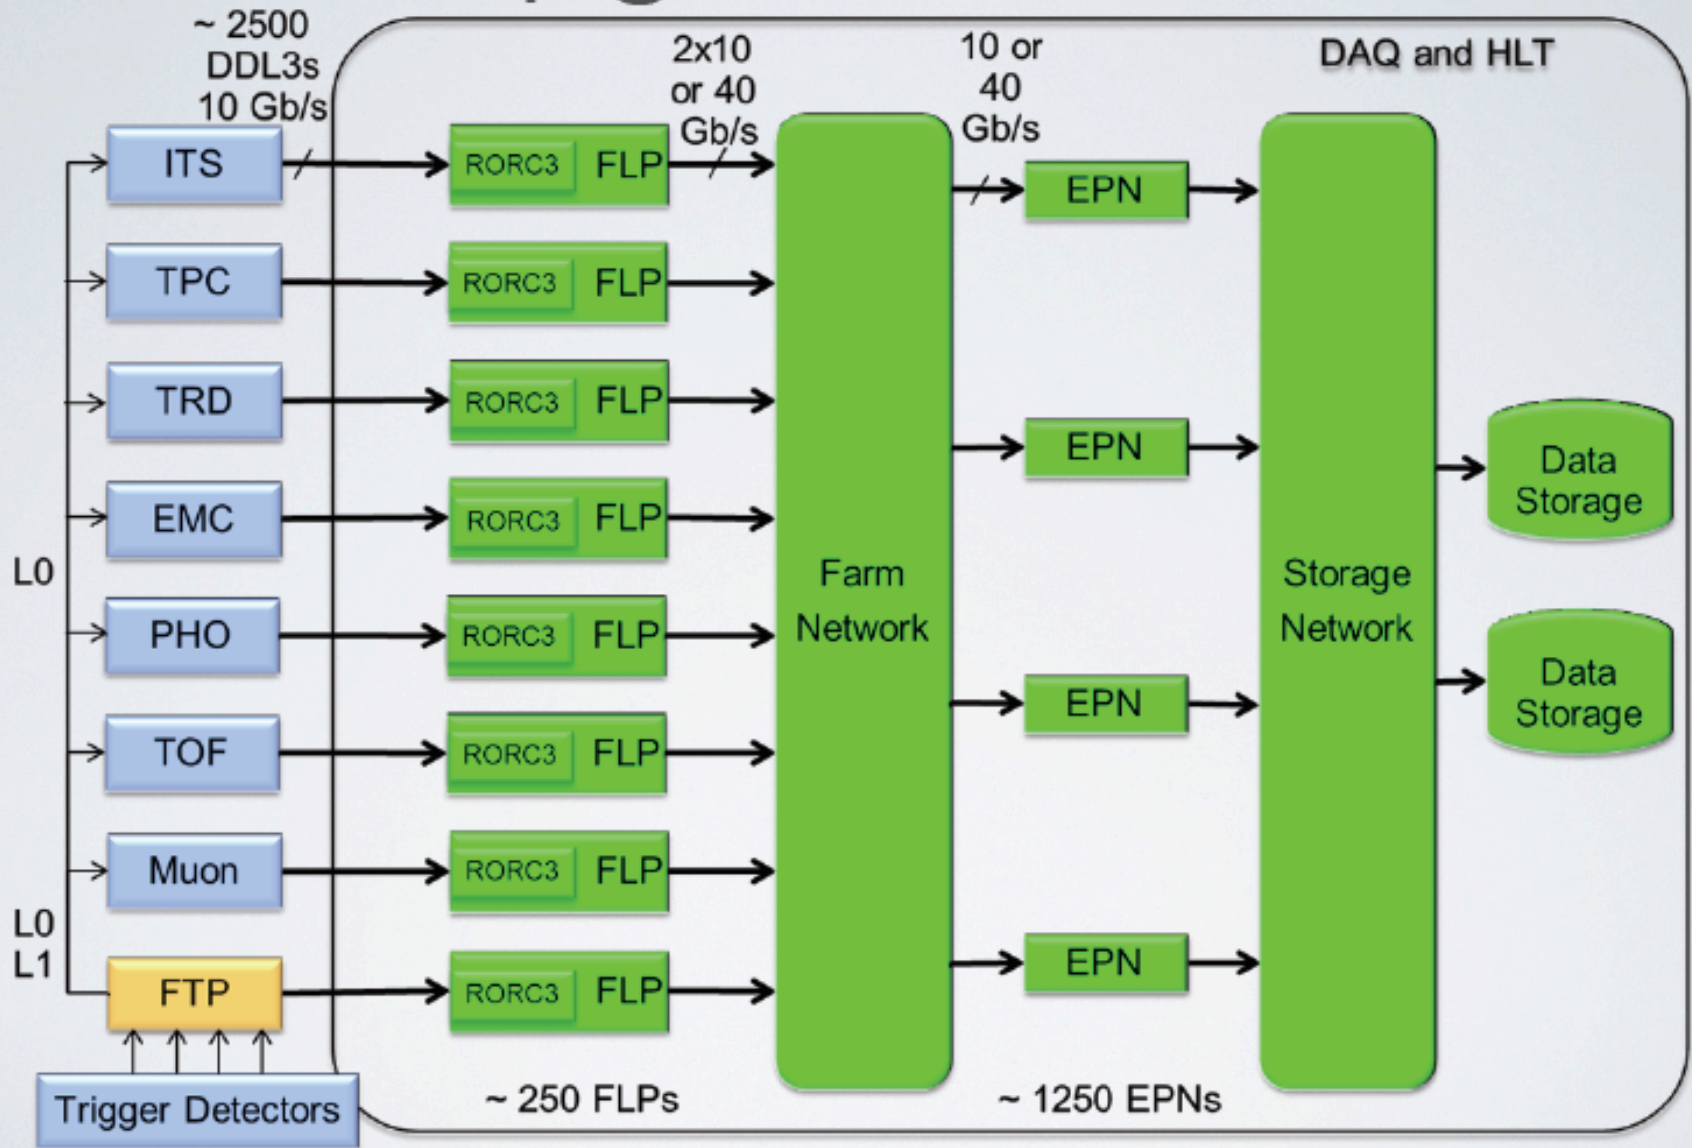 ~ 2500
DDL3s
10 Gb/s
2x10
or 40
Gb/s
10 or
40
Gb/s
DAQ and HLT
ITS
RORC3 FLP
EPN
TPC
RORC3 FLP
TRD
RORC3 FLP
EPN
EMC
RORC3 FLP
Data
Storage
L0
Farm
Network
Storage
Network
PHO
RORC3 FLP
EPN
Data
Storage
TOF
RORC3 FLP
Muon
RORC3 FLP
L0
L1
FTP
RORC3 FLP
EPN
Trigger Detectors
~ 250 FLPs
~ 1250 EPNs